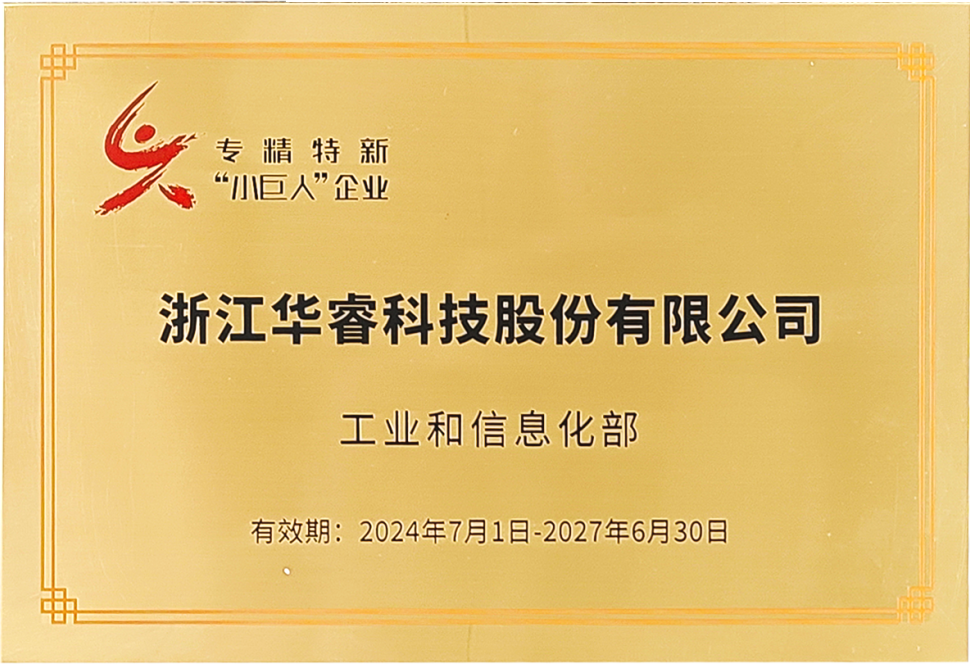 专精特新
“小巨人”企业
浙江华睿科技股份有限公司
工业和信息化部
有效期：2024年7月1日-2027年6月30日